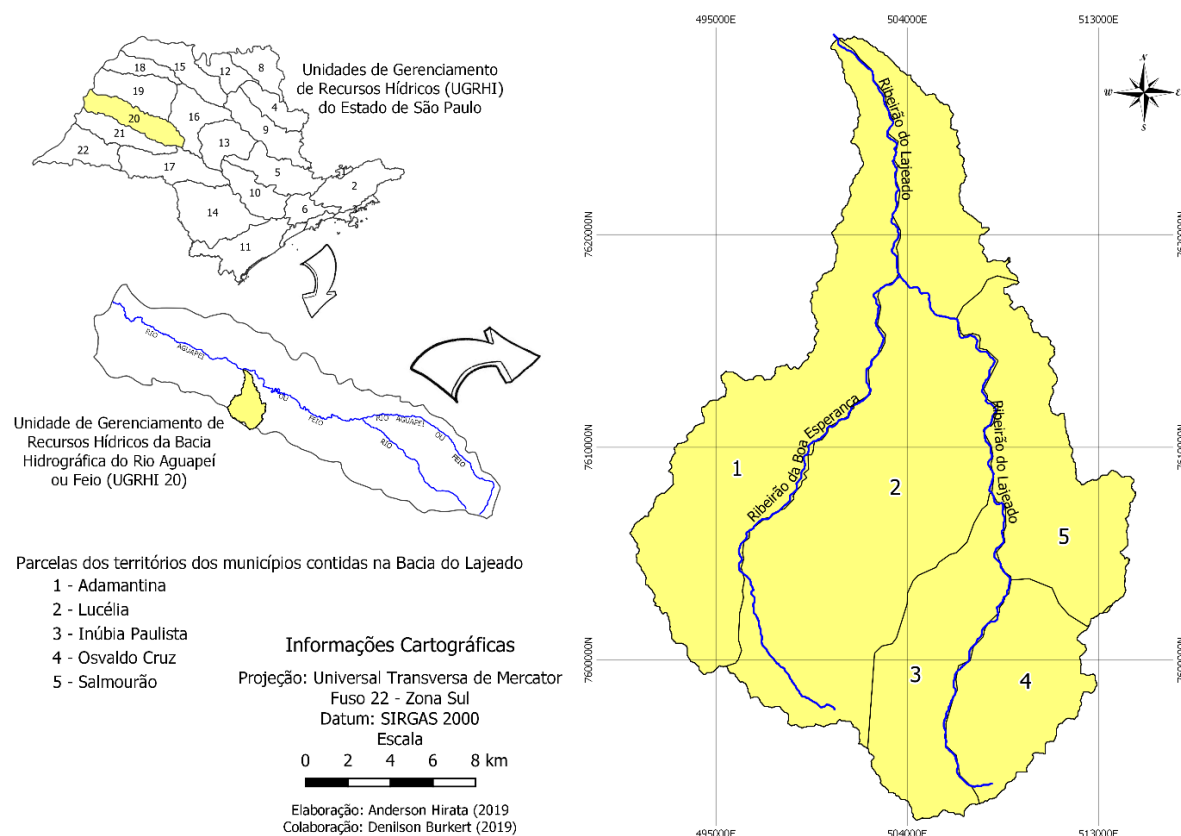 Unidades de Gerenciamento
de Recursos Hídricos (UGRHI)
do Estado de São Paulo
18
15
12
8
19
20
16
4
9
21
13
22
17
5
1
2
10
14
6
3
11
RIO
AGUAPEÍ
OU
FEIO
RIO
AGUAPEÍ
OU
FEIO
RIO
Unidade de Gerenciamento de
Recursos Hídricos da Bacia
Hidrográfica do Rio Aguapeí
ou Feio (UGRHI 20)
Parcelas dos territórios dos municípios contidas na Bacia do Lajeado
1 - Adamantina
2 - Lucélia
3 - Inúbia Paulista
4 - Osvaldo Cruz
5 - Salmourão
Informações Cartográficas
Projeção: Universal Transversa de Mercator
Fuso 22 - Zona Sul
Datum: SIRGAS 2000
Escala
0 2 4 6 8 km
Elaboração: Anderson Hirata (2019
Colaboração: Denilson Burkert (2019)
495000E 504000E 513000E
N
W E
S
Ribeirão do Lajeado
7620000N 7620000N
Ribeirão da Boa Esperança
Ribeirão do Lajeado
7610000N 7610000N
1
2
5
7600000N 7600000N
3
4
495000E 504000E 513000E